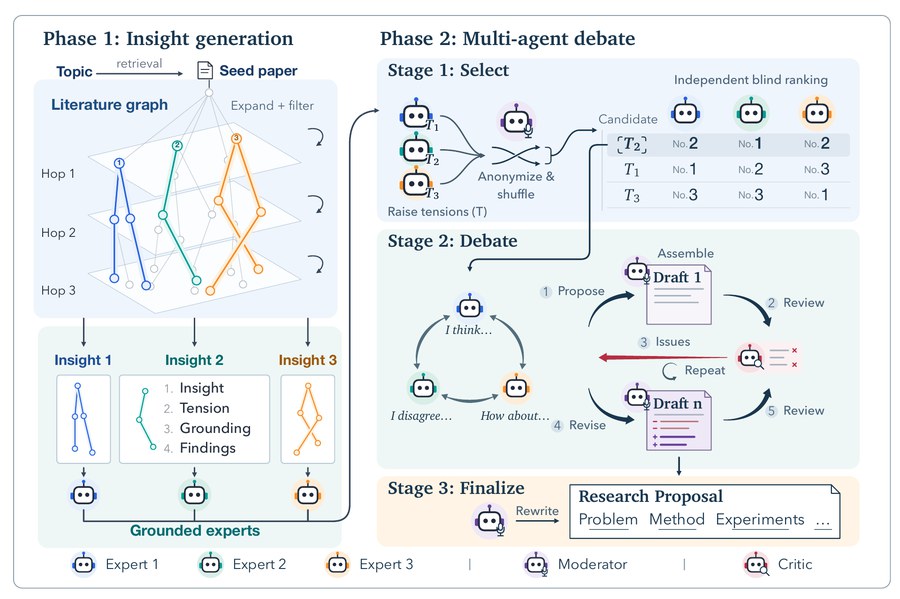 Phase 1: Insight generation
Topic
retrieval
Seed paper
Literature graph
Expand + filter
1
2
3
Hop 1
Hop 2
Hop 3
Insight 1
Insight 2
Insight 3
1. Insight
2. Tension
3. Grounding
4. Findings
Grounded experts
Phase 2: Multi-agent debate
Stage 1: Select
T1
T2
T3
Raise tensions (T)
Anonymize &
shuffle
Independent blind ranking
Candidate
T2 No.2 No.1 No.2
T1 No.1 No.2 No.3
T3 No.3 No.3 No.1
Stage 2: Debate
I think...
I disagree...
How about...
Assemble
1 Propose
Draft 1
2 Review
3 Issues
Repeat
4 Revise
Draft n
5 Review
Stage 3: Finalize
Rewrite
Research Proposal
Problem Method Experiments ...
Expert 1 Expert 2 Expert 3 | Moderator | Critic